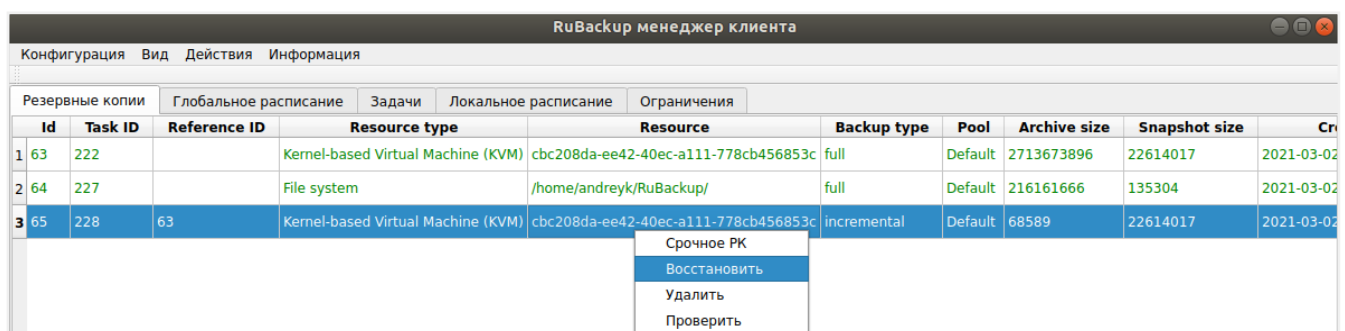 RuBackup менеджер клиента
Конфигурация Вид Действия Информация
Резервные копии Глобальное расписание Задачи Локальное расписание Ограничения
Id Task ID Reference ID Resource type Resource Backup type Pool Archive size Snapshot size Cre
1 63 222 Kernel-based Virtual Machine (KVM) cbc208da-ee42-40ec-a111-778cb456853c full Default 2713673896 22614017 2021-03-02
2 64 227 File system /home/andreyk/RuBackup/ full Default 216161666 135304 2021-03-02
3 65 228 63 Kernel-based Virtual Machine (KVM) cbc208da-ee42-40ec-a111-778cb456853c incremental Default 68589 22614017 2021-03-02
Срочное РК
Восстановить
Удалить
Проверить